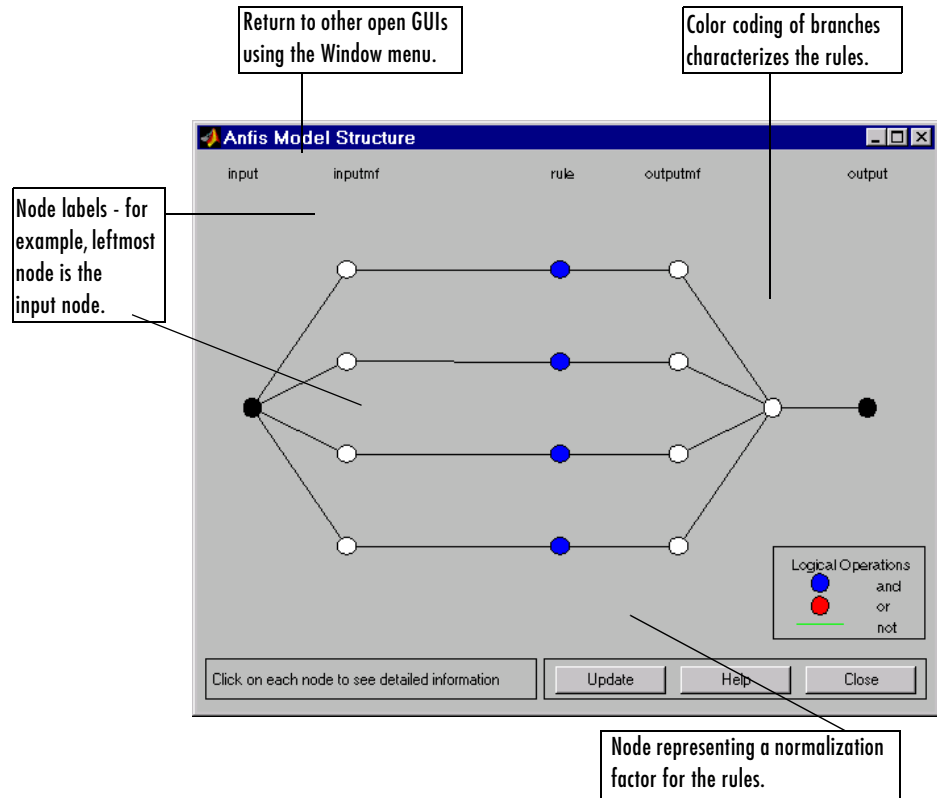 Return to other open GUIs
using the Window menu.
Color coding of branches
characterizes the rules.
Anfis Model Structure
input inputmf rule outputmf output
Node labels - for
example, leftmost
node is the
input node.
Logical Operations
and
or
not
Click on each node to see detailed information
Update Help Close
Node representing a normalization
factor for the rules.